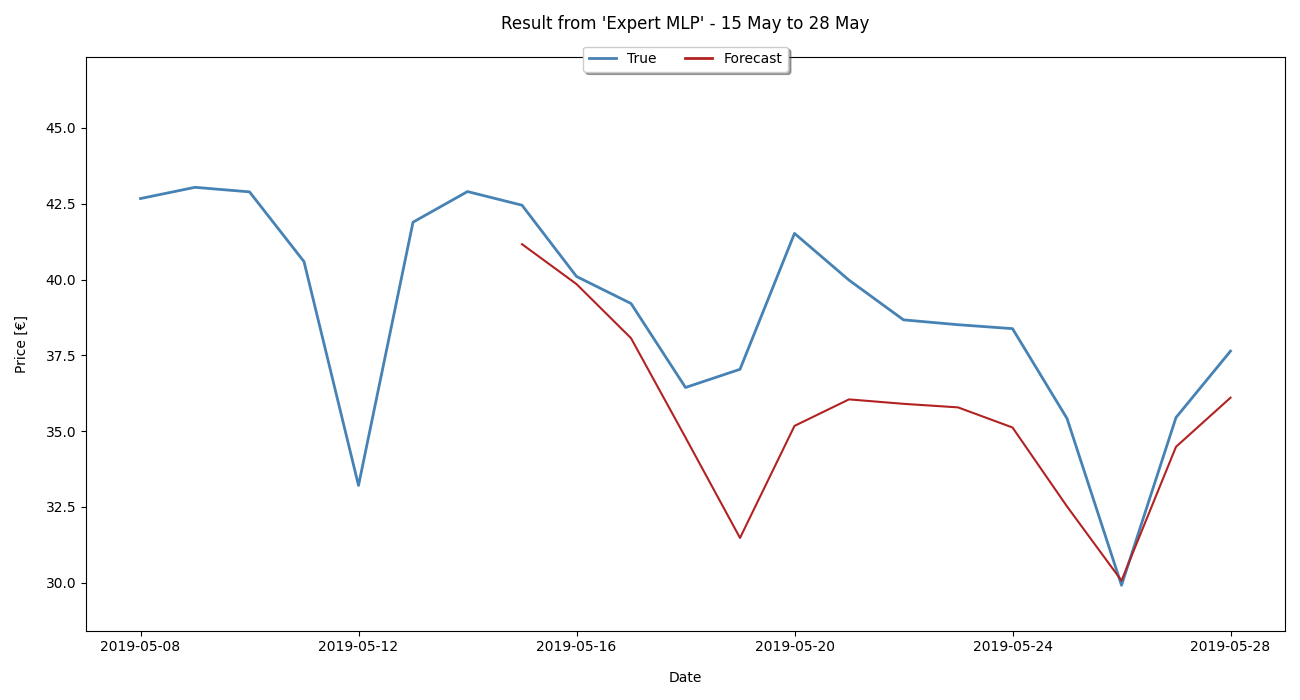 Result from 'Expert MLP' - 15 May to 28 May
True Forecast
45.0
42.5
40.0
37.5
35.0
32.5
30.0
Price [€]
2019-05-08 2019-05-12 2019-05-16 2019-05-20 2019-05-24 2019-05-28
Date